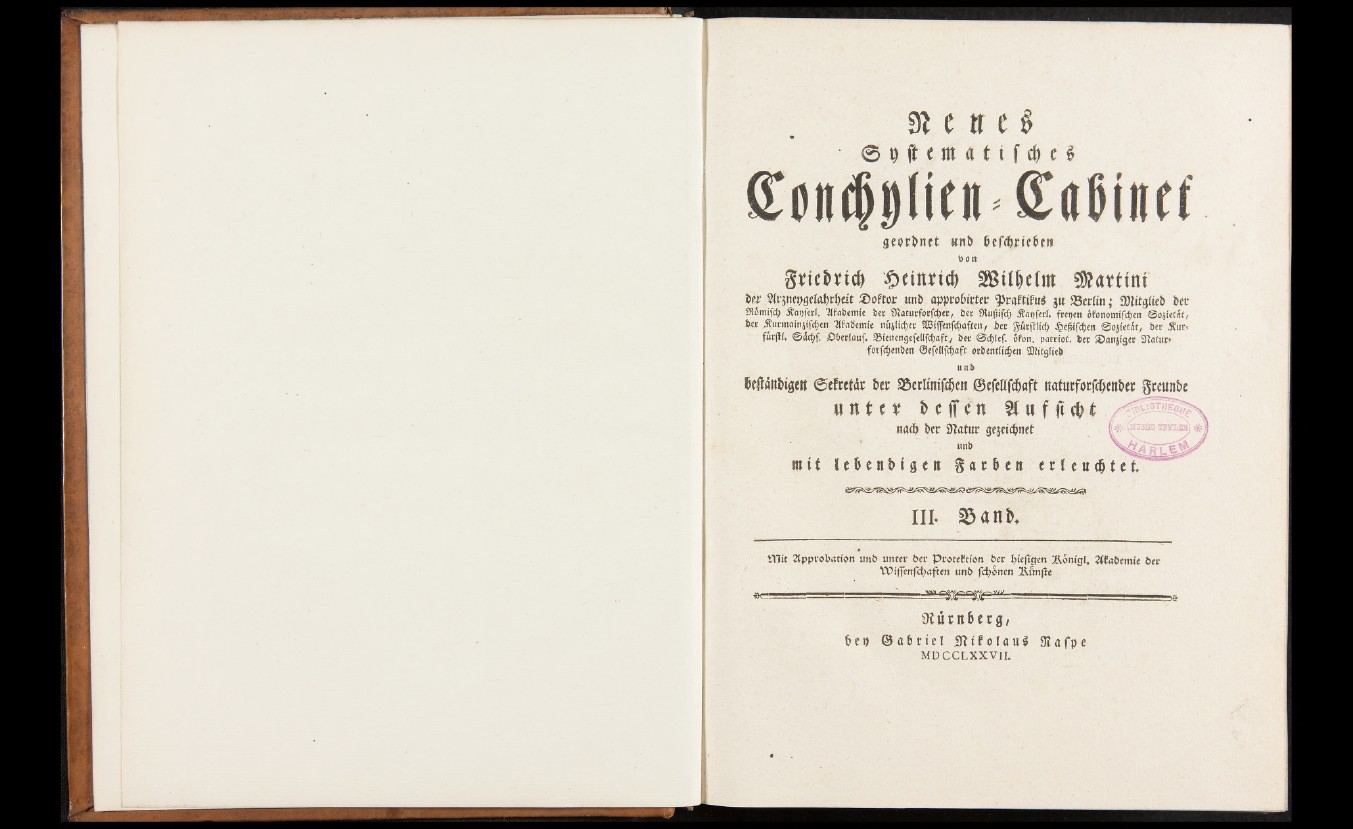 Neues
Systematisches
Conchylien-Cabinet
geordnet und beschrieben
von
Friedrich Heinrich Wilhelm Martini
der Arzneygelahrheit Doktor und approbirter Praktikus zu Berlin; Mitglied der
Römisch Kayserl. Akademie der Naturforscher, der Rußisch Kayserl. freyen ökonomischen Sozietät,
der Kurmainzischen Akademie nüzlicher Wissenschaften, der Fürstlich Heßischen Sozietät, der Kur-
fürstl. Sächs. Oberlaus. Bienengesellschaft, der Schles. ökon. patriot. der Danziger Natur-
forschenden Gesellschaft ordentlichen Mitglied
und
beständigen Sekretär der Berlinischen Gesellschaft naturforschender Freunde
unter dessen Aufsicht
nach der Natur gezeichnet
und
mit lebendigen Farben erleuchtet.
BIBLIOTHEQUE
MUSÉE TEYLER
HARLEM
III. Band.
Mit Approbation und unter der Protektion der hiesigen Königl. Akademie der
Wissenschaften und schönen Künste
Nürnberg,
bey Gabriel Nikolaus Raspe
MDCCLXXVII.